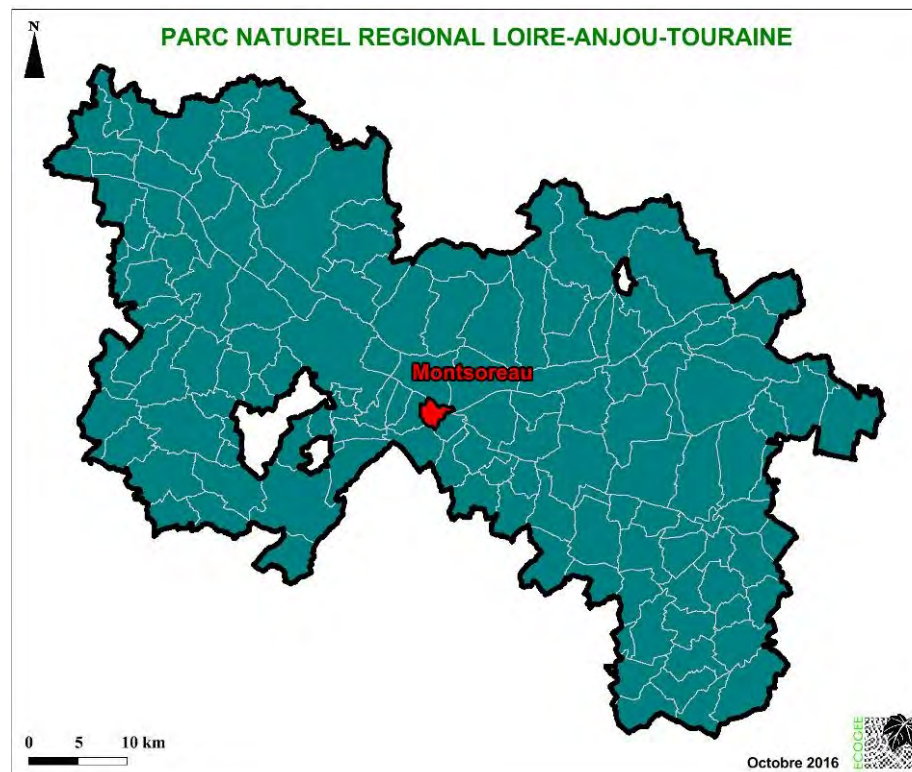 N
PARC NATUREL REGIONAL LOIRE-ANJOU-TOURAINE
Montsoreau
0 5 10 km
Octobre 2016
ECOGEE